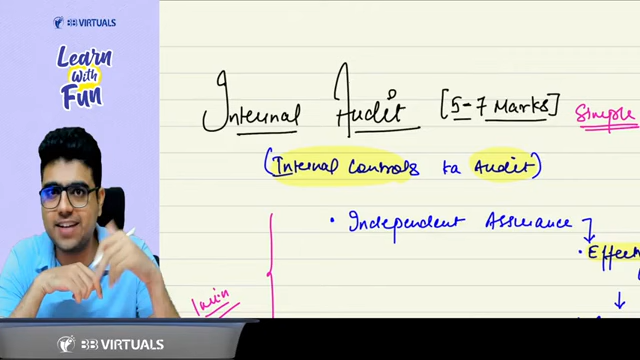 BB VIRTUALS
Learn
With
Fun
Internal Audit [5-7 Marks] Simple
(Internal Controls ka Audit)
• Independent Assurance
• Effecti
BB VIRTUALS